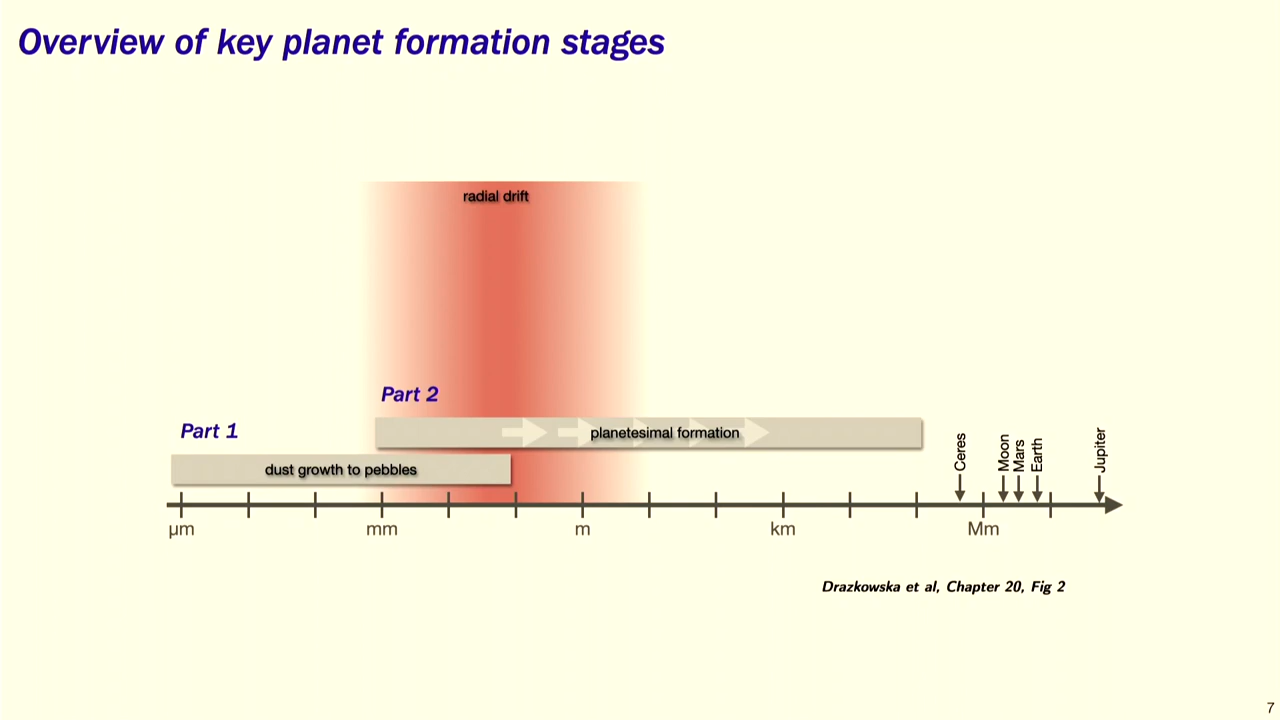 Overview of key planet formation stages
radial drift
Part 2
planetesimal formation
Part 1
dust growth to pebbles
Ceres
Moon
Mars
Earth
Jupiter
µm
mm
m
km
Mm
Drazkowska et al, Chapter 20, Fig 2
7